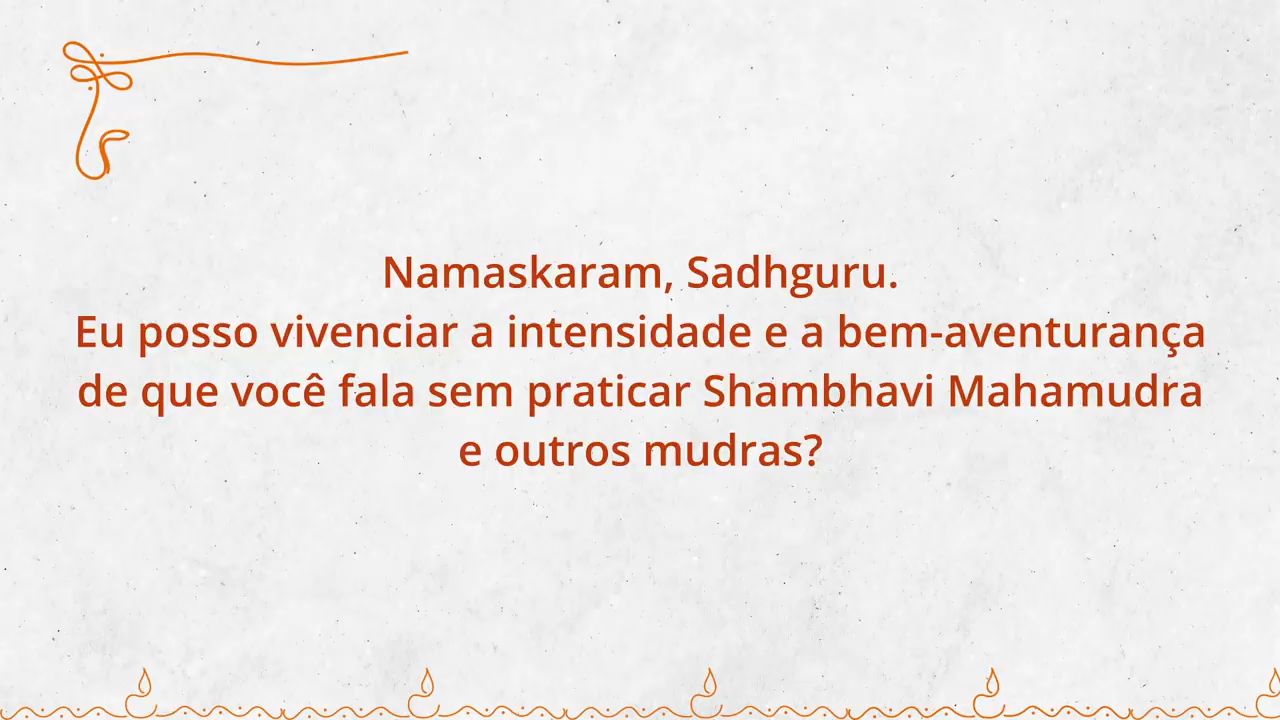 Namaskaram, Sadhguru.
Eu posso vivenciar a intensidade e a bem-aventurança
de que você fala sem praticar Shambhavi Mahamudra
e outros mudras?